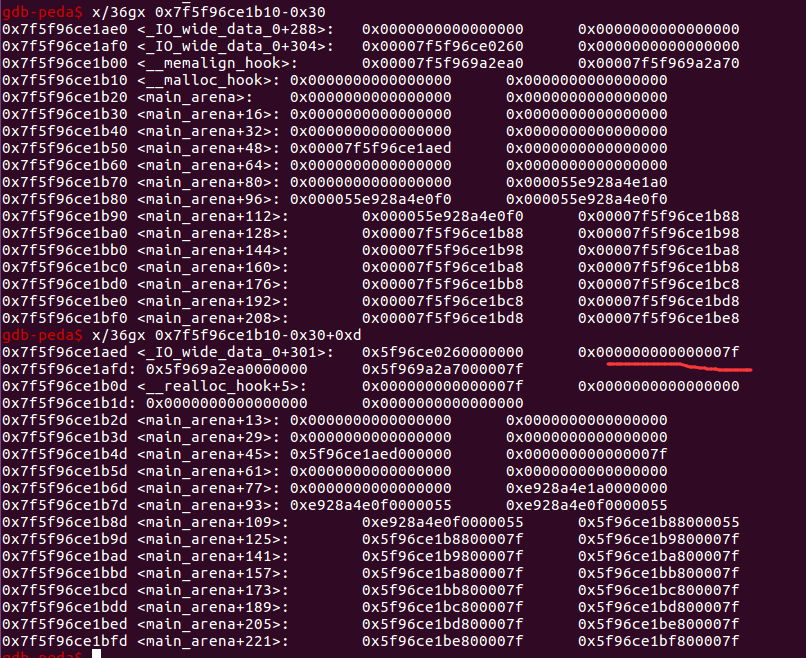 gdb-peda$ x/36gx 0x7f5f96ce1b10-0x30
0x7f5f96ce1ae0 <_IO_wide_data_0+288>: 0x0000000000000000 0x0000000000000000
0x7f5f96ce1af0 <_IO_wide_data_0+304>: 0x00007f5f96ce0260 0x0000000000000000
0x7f5f96ce1b00 <__memalign_hook>: 0x00007f5f969a2ea0 0x00007f5f969a2a70
0x7f5f96ce1b10 <__malloc_hook>: 0x0000000000000000 0x0000000000000000
0x7f5f96ce1b20 <main_arena>: 0x0000000000000000 0x0000000000000000
0x7f5f96ce1b30 <main_arena+16>: 0x0000000000000000 0x0000000000000000
0x7f5f96ce1b40 <main_arena+32>: 0x0000000000000000 0x0000000000000000
0x7f5f96ce1b50 <main_arena+48>: 0x00007f5f96ce1aed 0x0000000000000000
0x7f5f96ce1b60 <main_arena+64>: 0x0000000000000000 0x0000000000000000
0x7f5f96ce1b70 <main_arena+80>: 0x0000000000000000 0x000055e928a4e1a0
0x7f5f96ce1b80 <main_arena+96>: 0x000055e928a4e0f0 0x000055e928a4e0f0
0x7f5f96ce1b90 <main_arena+112>: 0x000055e928a4e0f0 0x00007f5f96ce1b88
0x7f5f96ce1ba0 <main_arena+128>: 0x00007f5f96ce1b88 0x00007f5f96ce1b98
0x7f5f96ce1bb0 <main_arena+144>: 0x00007f5f96ce1b98 0x00007f5f96ce1ba8
0x7f5f96ce1bc0 <main_arena+160>: 0x00007f5f96ce1ba8 0x00007f5f96ce1bb8
0x7f5f96ce1bd0 <main_arena+176>: 0x00007f5f96ce1bb8 0x00007f5f96ce1bc8
0x7f5f96ce1be0 <main_arena+192>: 0x00007f5f96ce1bc8 0x00007f5f96ce1bd8
0x7f5f96ce1bf0 <main_arena+208>: 0x00007f5f96ce1bd8 0x00007f5f96ce1be8
gdb-peda$ x/36gx 0x7f5f96ce1b10-0x30+0xd
0x7f5f96ce1aed <_IO_wide_data_0+301>: 0x5f96ce0260000000 0x000000000000007f
0x7f5f96ce1afd: 0x5f969a2ea0000000 0x5f969a2a7000007f
0x7f5f96ce1b0d <__realloc_hook+5>: 0x000000000000007f 0x0000000000000000
0x7f5f96ce1b1d: 0x0000000000000000 0x0000000000000000
0x7f5f96ce1b2d <main_arena+13>: 0x0000000000000000 0x0000000000000000
0x7f5f96ce1b3d <main_arena+29>: 0x0000000000000000 0x0000000000000000
0x7f5f96ce1b4d <main_arena+45>: 0x5f96ce1aed000000 0x000000000000007f
0x7f5f96ce1b5d <main_arena+61>: 0x0000000000000000 0x0000000000000000
0x7f5f96ce1b6d <main_arena+77>: 0x0000000000000000 0xe928a4e1a0000000
0x7f5f96ce1b7d <main_arena+93>: 0xe928a4e0f0000055 0xe928a4e0f0000055
0x7f5f96ce1b8d <main_arena+109>: 0xe928a4e0f0000055 0x5f96ce1b88000055
0x7f5f96ce1b9d <main_arena+125>: 0x5f96ce1b8800007f 0x5f96ce1b9800007f
0x7f5f96ce1bad <main_arena+141>: 0x5f96ce1b9800007f 0x5f96ce1ba800007f
0x7f5f96ce1bbd <main_arena+157>: 0x5f96ce1ba800007f 0x5f96ce1bb800007f
0x7f5f96ce1bcd <main_arena+173>: 0x5f96ce1bb800007f 0x5f96ce1bc800007f
0x7f5f96ce1bdd <main_arena+189>: 0x5f96ce1bc800007f 0x5f96ce1bd800007f
0x7f5f96ce1bed <main_arena+205>: 0x5f96ce1bd800007f 0x5f96ce1be800007f
0x7f5f96ce1bfd <main_arena+221>: 0x5f96ce1be800007f 0x5f96ce1bf800007f
gdb-peda$